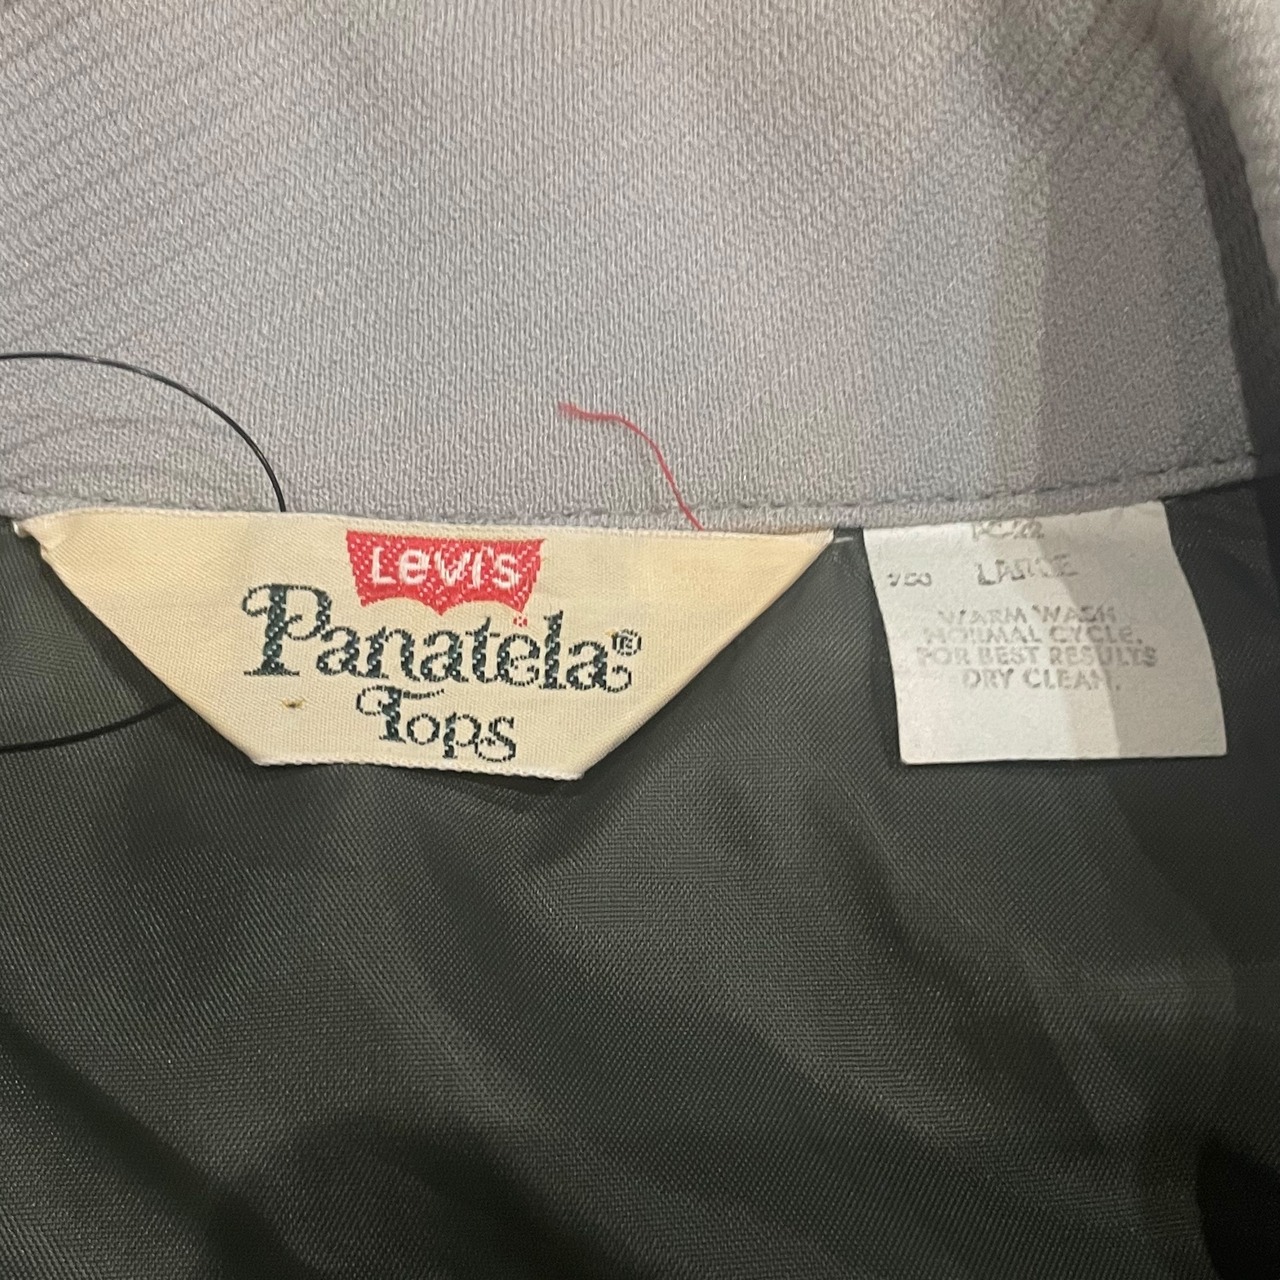 Levi's
Panatela®
Tops
LARGE
WARM WASH
NORMAL CYCLE.
FOR BEST RESULTS
DRY CLEAN.